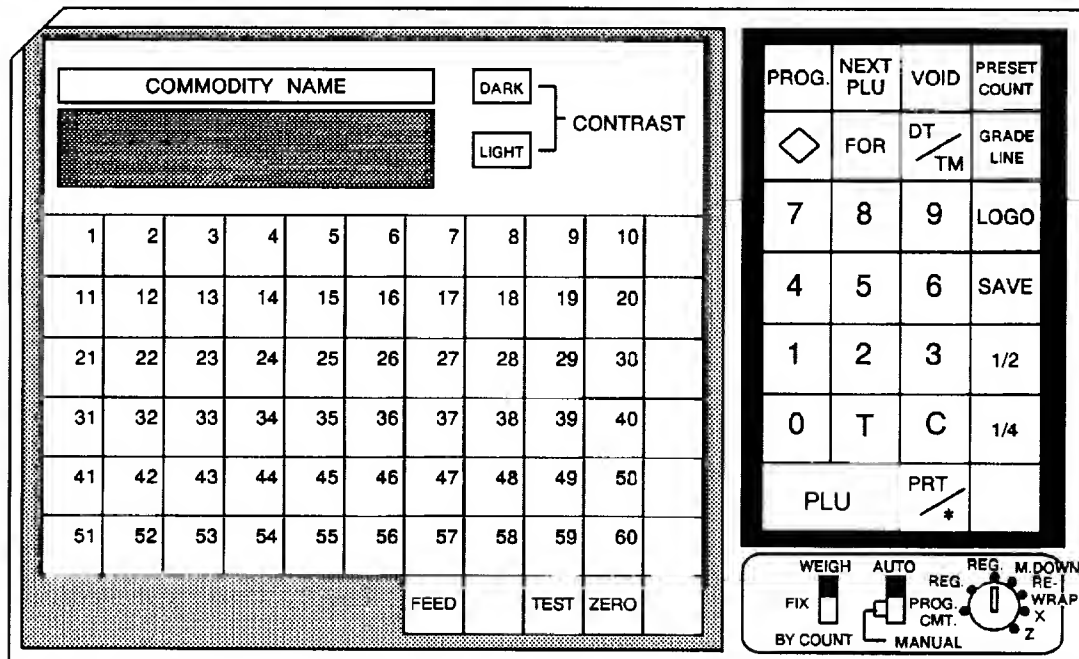 COMMODITY NAME
DARK
LIGHT
CONTRAST
1 2 3 4 5 6 7 8 9 10
11 12 13 14 15 16 17 18 19 20
21 22 23 24 25 26 27 28 29 30
31 32 33 34 35 36 37 38 39 40
41 42 43 44 45 46 47 48 49 50
51 52 53 54 55 56 57 58 59 60
FEED TEST ZERO
PROG. NEXT PLU VOID PRESET COUNT
FOR DT/TM GRADE LINE
7 8 9 LOGO
4 5 6 SAVE
1 2 3 1/2
0 T C 1/4
PLU PRT/*
WEIGH
FIX
BY COUNT
AUTO
MANUAL
REG.
PROG.
CMT.
REG.
M.DOWN
RE-
WRAP
X
Z